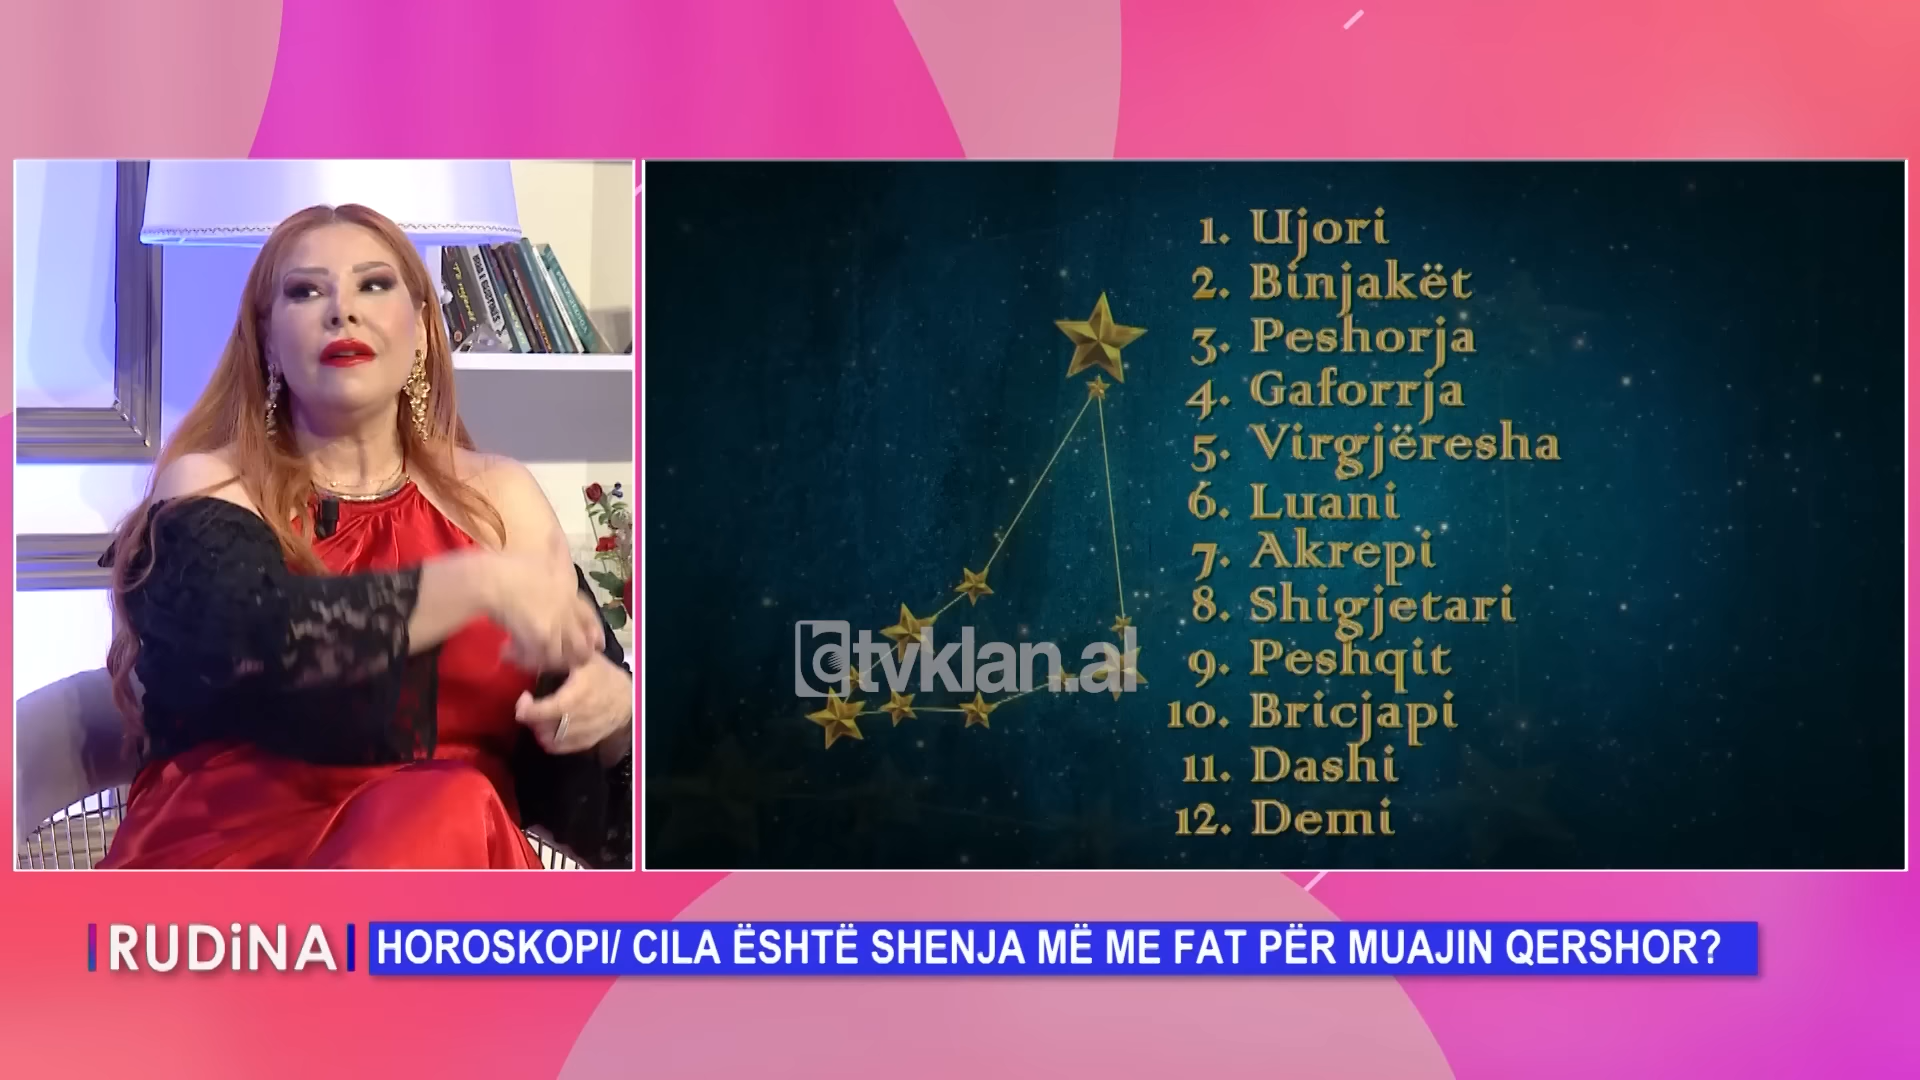 1. Ujori
2. Binjakët
3. Peshorja
4. Gaforrja
5. Virgjëresha
6. Luani
7. Akrepi
8. Shigjetari
9. Peshqit
10. Bricjapi
11. Dashi
12. Demi
tvklan.al
RUDiNA
HOROSKOPI/ CILA ËSHTË SHENJA MË ME FAT PËR MUAJIN QERSHOR?